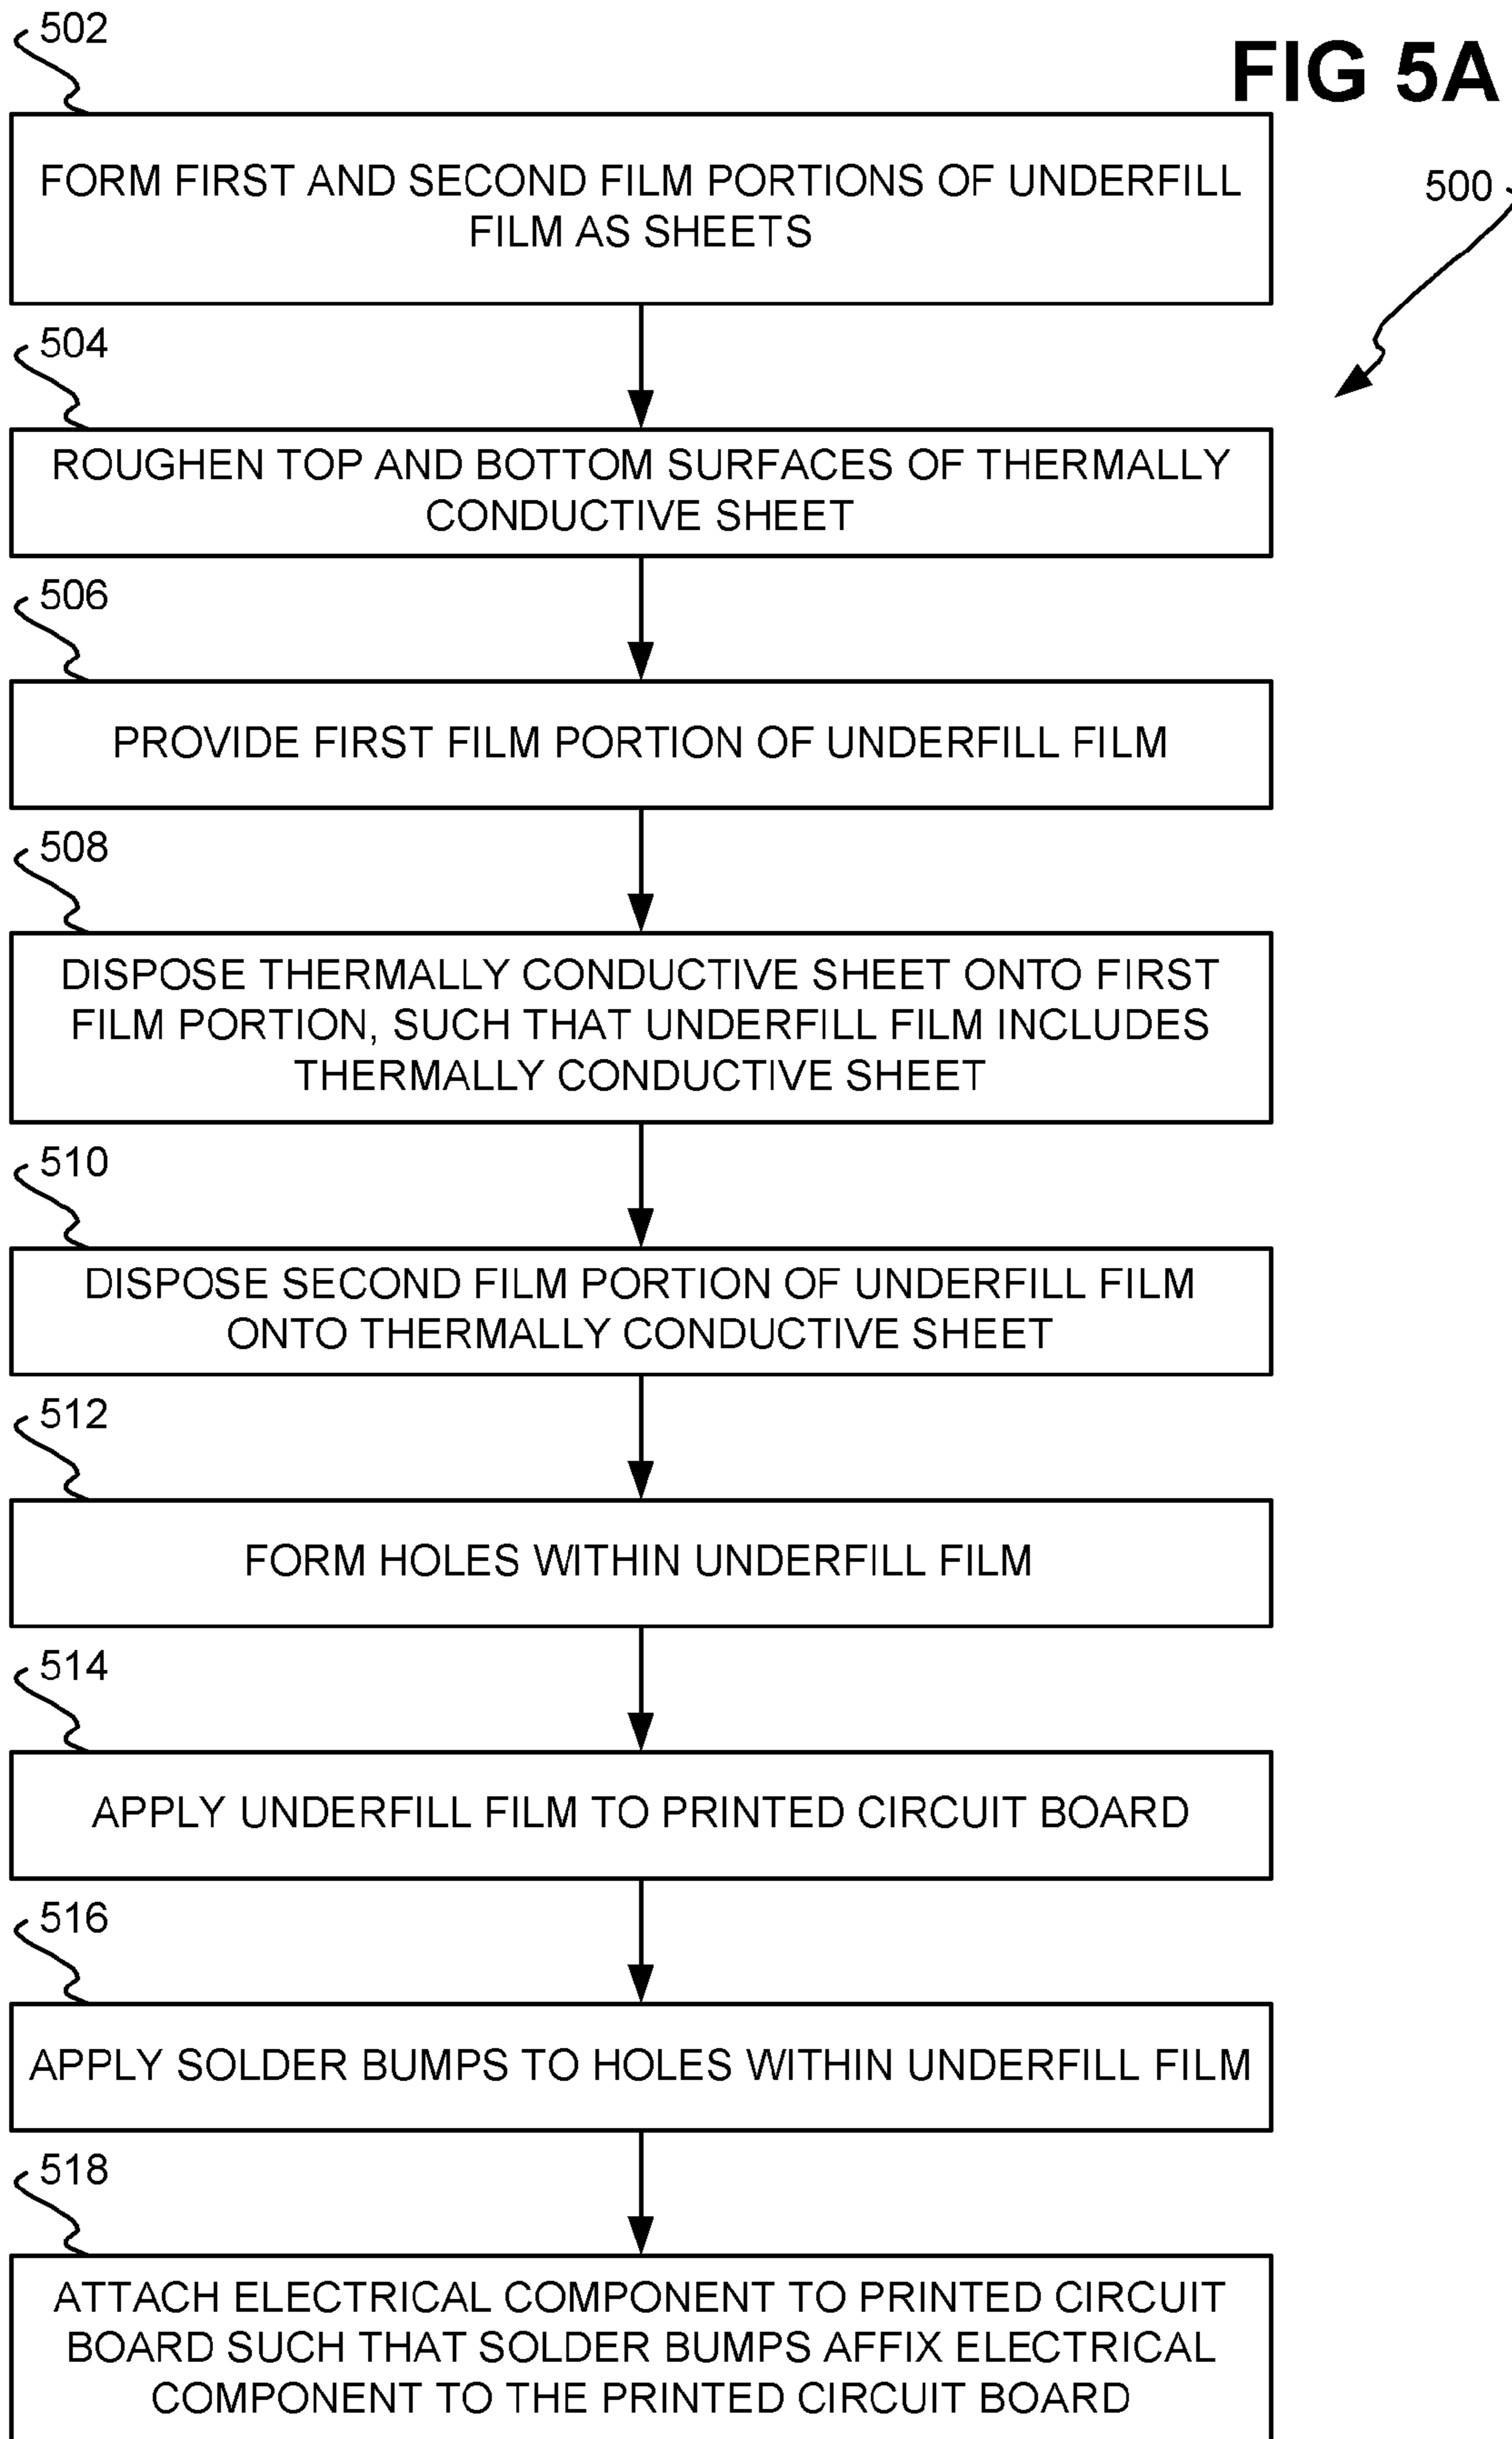 FIG 5A
500
502
FORM FIRST AND SECOND FILM PORTIONS OF UNDERFILL
FILM AS SHEETS
504
ROUGHEN TOP AND BOTTOM SURFACES OF THERMALLY
CONDUCTIVE SHEET
506
PROVIDE FIRST FILM PORTION OF UNDERFILL FILM
508
DISPOSE THERMALLY CONDUCTIVE SHEET ONTO FIRST
FILM PORTION, SUCH THAT UNDERFILL FILM INCLUDES
THERMALLY CONDUCTIVE SHEET
510
DISPOSE SECOND FILM PORTION OF UNDERFILL FILM
ONTO THERMALLY CONDUCTIVE SHEET
512
FORM HOLES WITHIN UNDERFILL FILM
514
APPLY UNDERFILL FILM TO PRINTED CIRCUIT BOARD
516
APPLY SOLDER BUMPS TO HOLES WITHIN UNDERFILL FILM
518
ATTACH ELECTRICAL COMPONENT TO PRINTED CIRCUIT
BOARD SUCH THAT SOLDER BUMPS AFFIX ELECTRICAL
COMPONENT TO THE PRINTED CIRCUIT BOARD